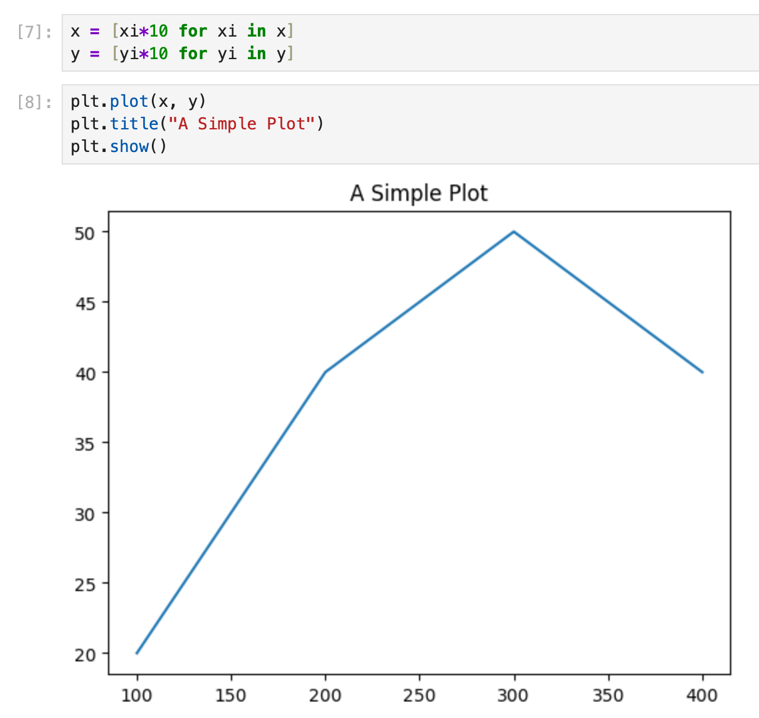 [7]: x = [xi*10 for xi in x]
y = [yi*10 for yi in y]
[8]: plt.plot(x, y)
plt.title("A Simple Plot")
plt.show()
A Simple Plot
50
45
40
35
30
25
20
100 150 200 250 300 350 400